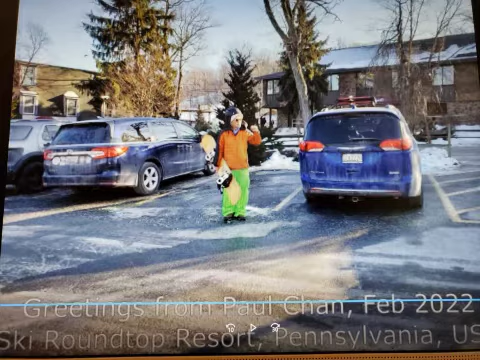 Greetings from Paul Chan, Feb 2022
Ski Roundtop Resort, Pennsylvania, US